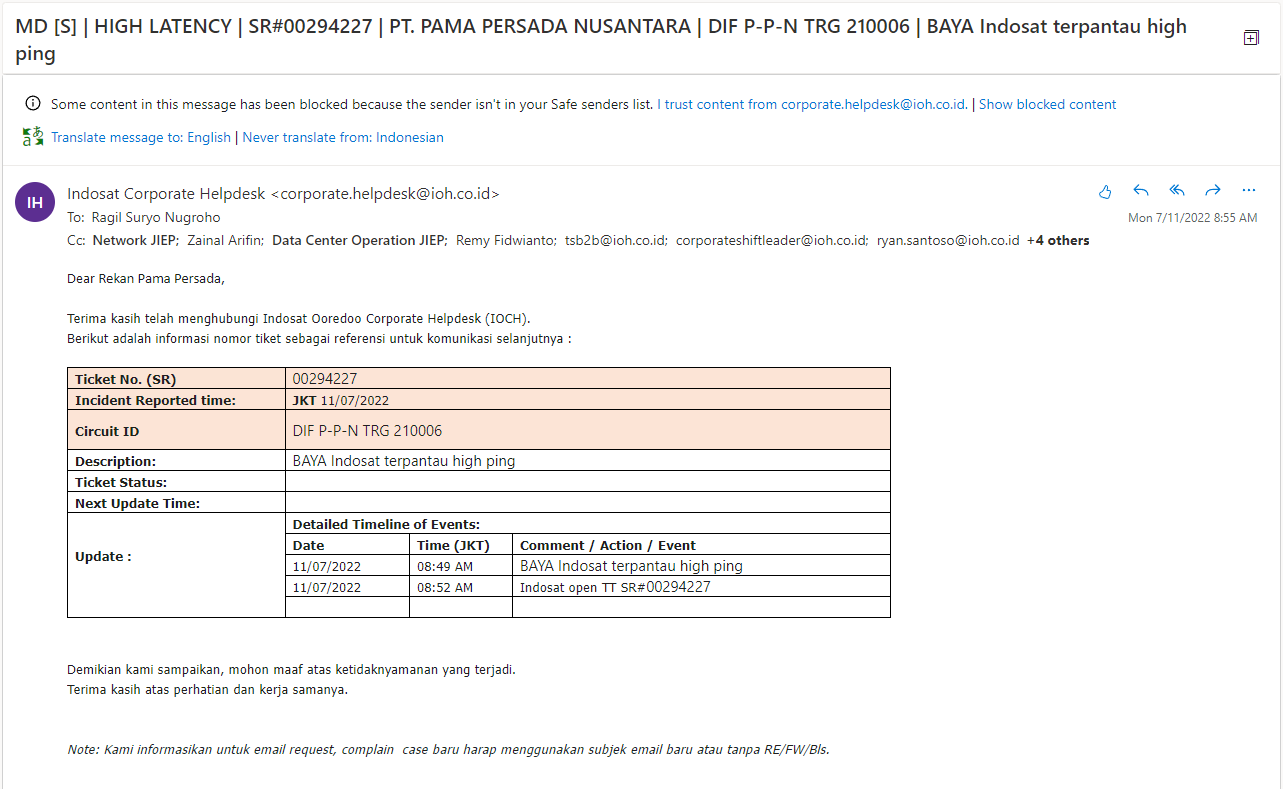 MD [S] | HIGH LATENCY | SR#00294227 | PT. PAMA PERSADA NUSANTARA | DIF P-P-N TRG 210006 | BAYA Indosat terpantau high
ping
Some content in this message has been blocked because the sender isn't in your Safe senders list. I trust content from corporate.helpdesk@ioh.co.id. | Show blocked content
Translate message to: English | Never translate from: Indonesian
IH
Indosat Corporate Helpdesk <corporate.helpdesk@ioh.co.id>
To: Ragil Suryo Nugroho
Mon 7/11/2022 8:55 AM
Cc: Network JIEP; Zainal Arifin; Data Center Operation JIEP; Remy Fidwianto; tsb2b@ioh.co.id; corporateshiftleader@ioh.co.id; ryan.santoso@ioh.co.id +4 others
Dear Rekan Pama Persada,
Terima kasih telah menghubungi Indosat Ooredoo Corporate Helpdesk (IOCH).
Berikut adalah informasi nomor tiket sebagai referensi untuk komunikasi selanjutnya :
Ticket No. (SR) 00294227
Incident Reported time: JKT 11/07/2022
Circuit ID DIF P-P-N TRG 210006
Description: BAYA Indosat terpantau high ping
Ticket Status:
Next Update Time:
Update :
Detailed Timeline of Events:
Date Time (JKT) Comment / Action / Event
11/07/2022 08:49 AM BAYA Indosat terpantau high ping
11/07/2022 08:52 AM Indosat open TT SR#00294227
Demikian kami sampaikan, mohon maaf atas ketidaknyamanan yang terjadi.
Terima kasih atas perhatian dan kerja samanya.
Note: Kami informasikan untuk email request, complain  case baru harap menggunakan subjek email baru atau tanpa RE/FW/Bls.